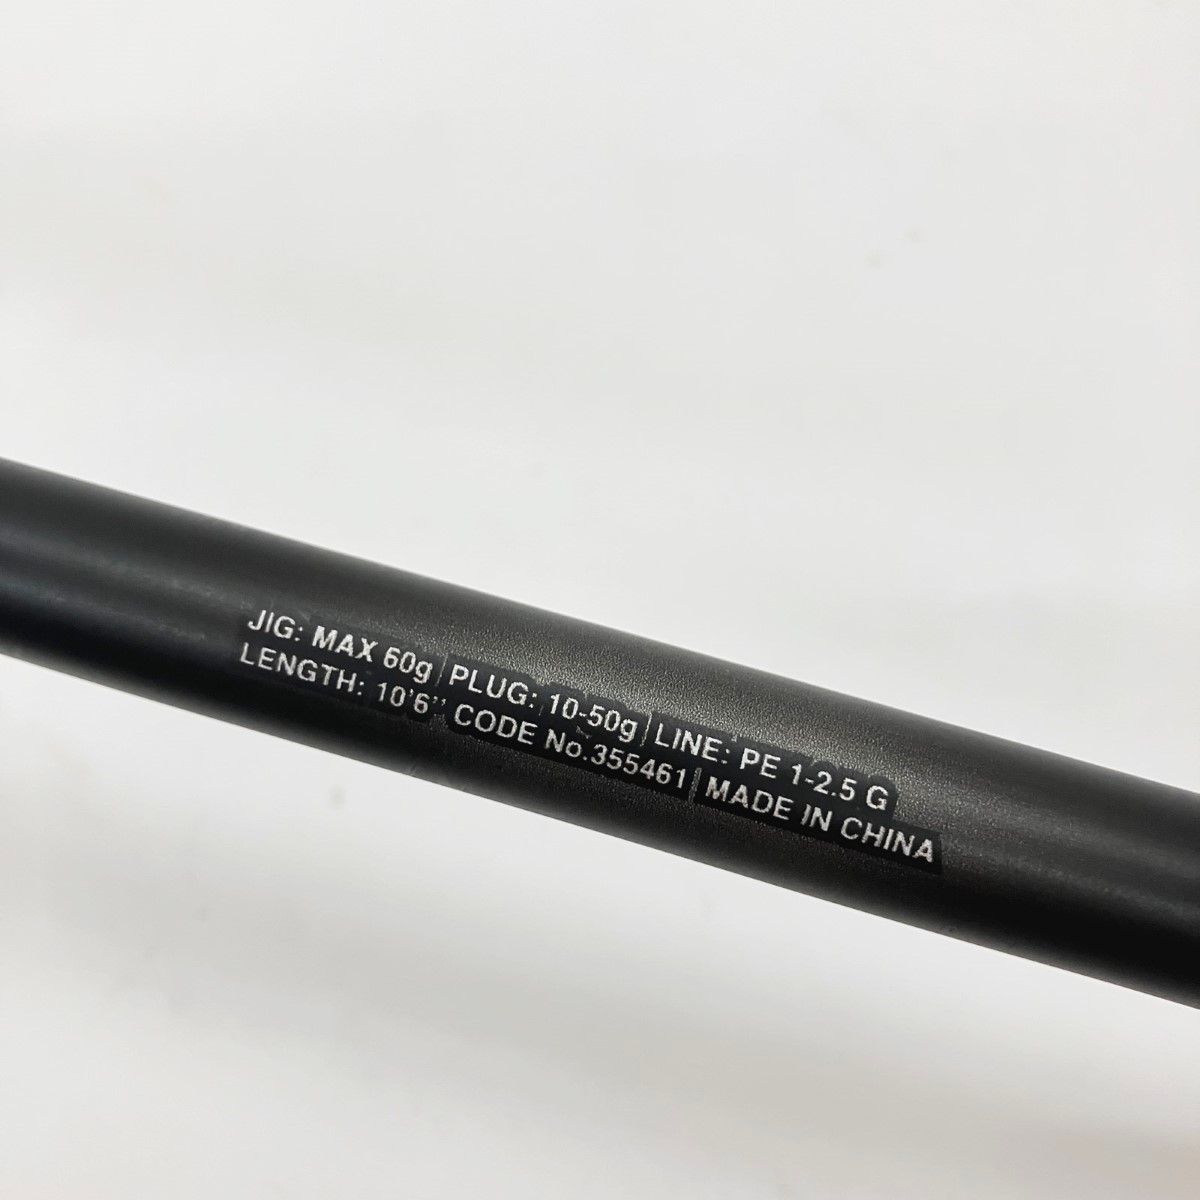 JIG: MAX 60g | PLUG: 10-50g | LINE: PE 1-2.5 G
LENGTH: 10'6" CODE No.355461 | MADE IN CHINA